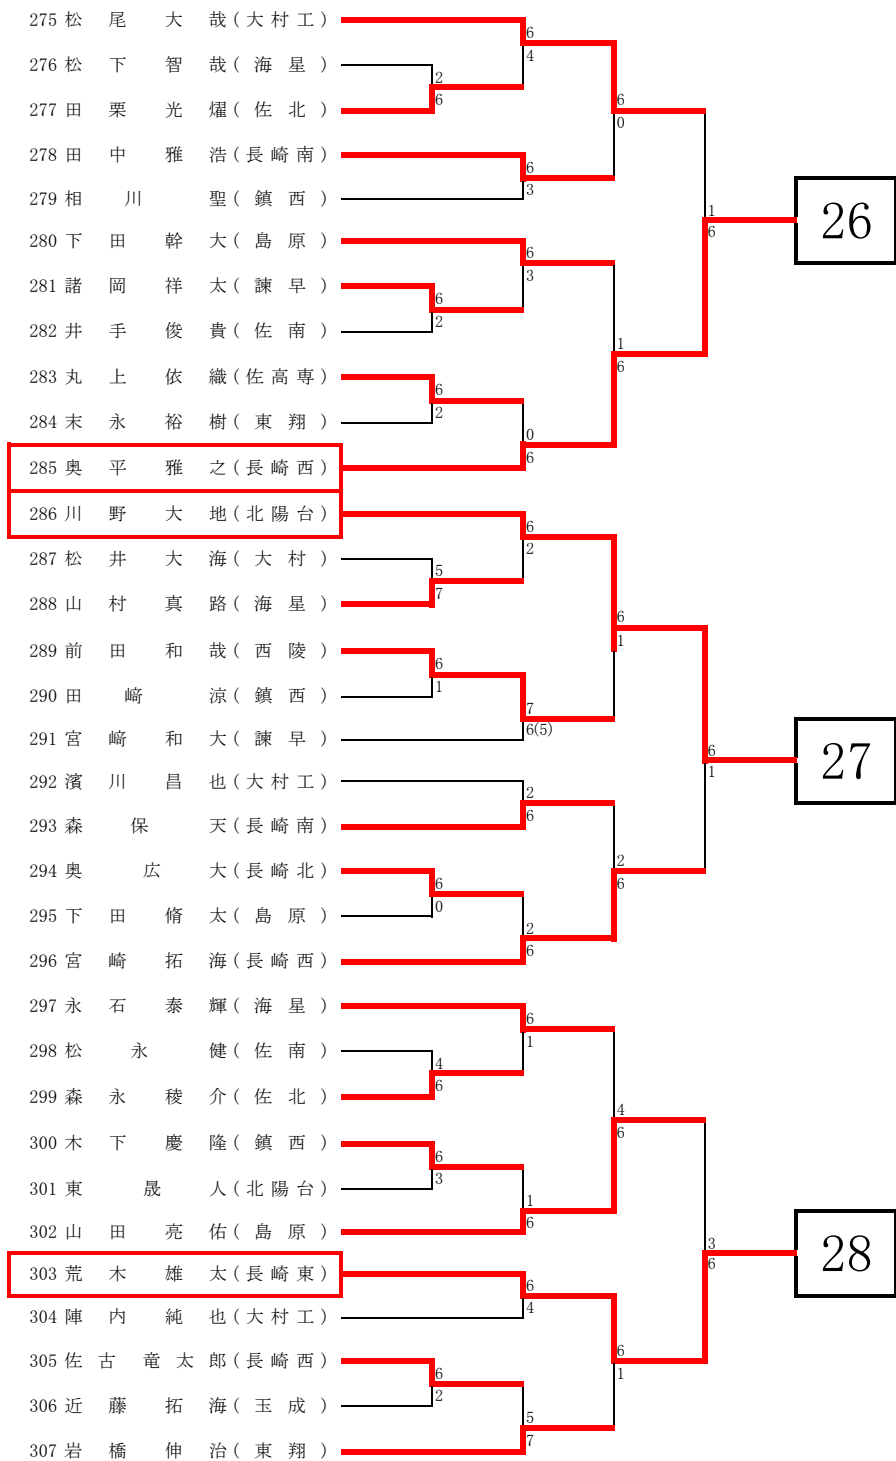 275 松尾大哉(大村工)
6
276 松下智哉(海星)
4
2
277 田栗光燿(佐北)
6
6
0
278 田中雅浩(長崎南)
6
279 相川聖(鎮西)
3
1
26
6
280 下田幹大(島原)
6
281 諸岡祥太(諫早)
3
6
282 井手俊貴(佐南)
2
1
283 丸上依織(佐高専)
6
6
284 末永裕樹(東翔)
2
0
285 奥平雅之(長崎西)
6
286 川野大地(北陽台)
6
287 松井大海(大村)
2
5
288 山村真路(海星)
7
6
1
289 前田和哉(西陵)
6
290 田﨑涼(鎮西)
1
7
291 宮﨑和大(諫早)
6(5)
6
27
1
292 濱川昌也(大村工)
2
293 森保天(長崎南)
6
294 奥広大(長崎北)
2
6
6
295 下田脩太(島原)
0
2
296 宮崎拓海(長崎西)
6
297 永石泰輝(海星)
6
298 松永健(佐南)
1
4
299 森永稜介(佐北)
6
4
6
300 木下慶隆(鎮西)
6
301 東晟人(北陽台)
3
1
302 山田亮佑(島原)
6
3
28
6
303 荒木雄太(長崎東)
6
304 陣内純也(大村工)
4
305 佐古竜太郎(長崎西)
6
1
6
306 近藤拓海(玉成)
2
5
307 岩橋伸治(東翔)
7